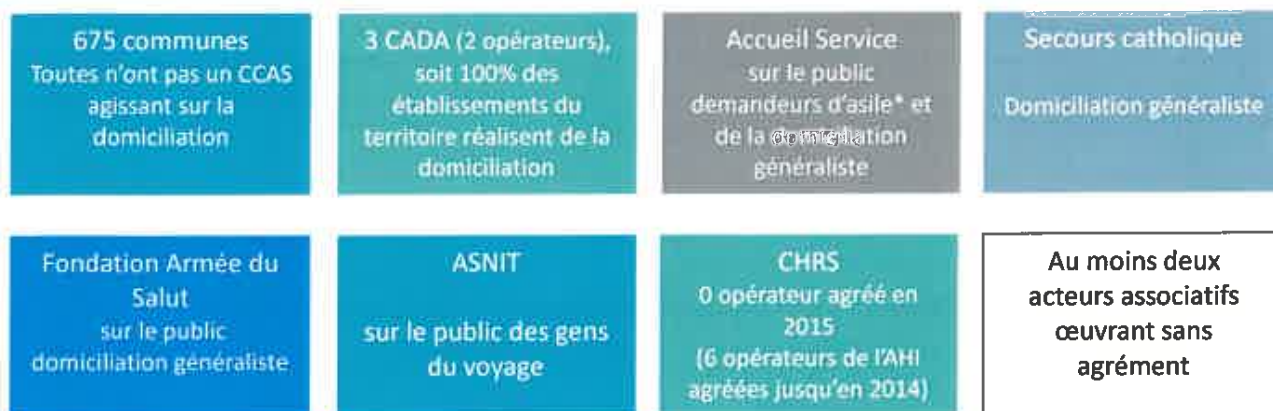 675 communes
Toutes n'ont pas un CCAS
agissant sur la
domiciliation
3 CADA (2 opérateurs),
soit 100% des
établissements du
territoire réalisent de la
domiciliation
Accueil Service
sur le public
demandeurs d'asile* et
de la domiciliation
généraliste
Secours catholique
Domiciliation généraliste
Fondation Armée du
Salut
sur le public
domiciliation généraliste
ASNIT
sur le public des gens
du voyage
CHRS
0 opérateur agréé en
2015
(6 opérateurs de l'AHI
agréées jusqu'en 2014)
Au moins deux
acteurs associatifs
œuvrant sans
agrément